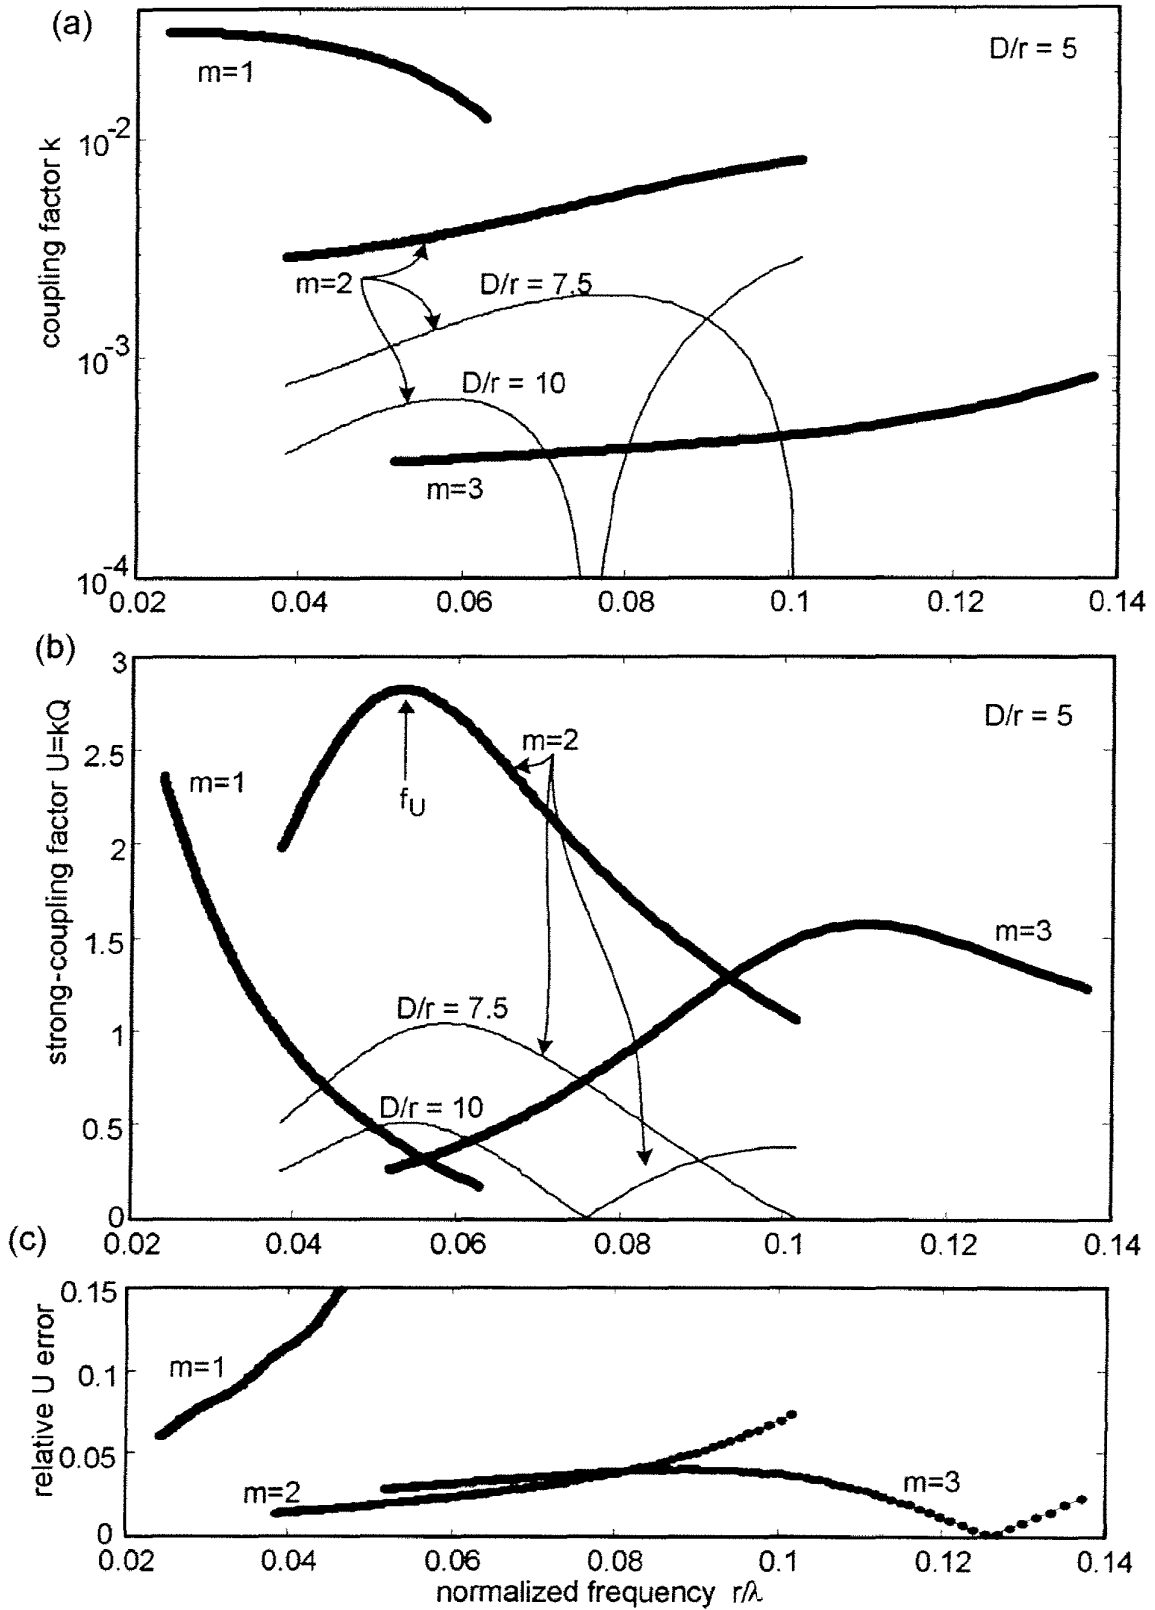 (a)
D/r = 5
m=1
10^-2
coupling factor k
m=2
D/r = 7.5
10^-3
D/r = 10
m=3
10^-4
0.02 0.04 0.06 0.08 0.1 0.12 0.14
(b)
3
D/r = 5
2.5
m=2
m=1
f_U
strong-coupling factor U=kQ
2
1.5
m=3
D/r = 7.5
1
D/r = 10
0.5
0
0.02 0.04 0.06 0.08 0.1 0.12 0.14
(c)
0.15
relative U error
m=1
0.1
0.05
m=2
m=3
0
0.02 0.04 0.06 0.08 0.1 0.12 0.14
normalized frequency r/λ